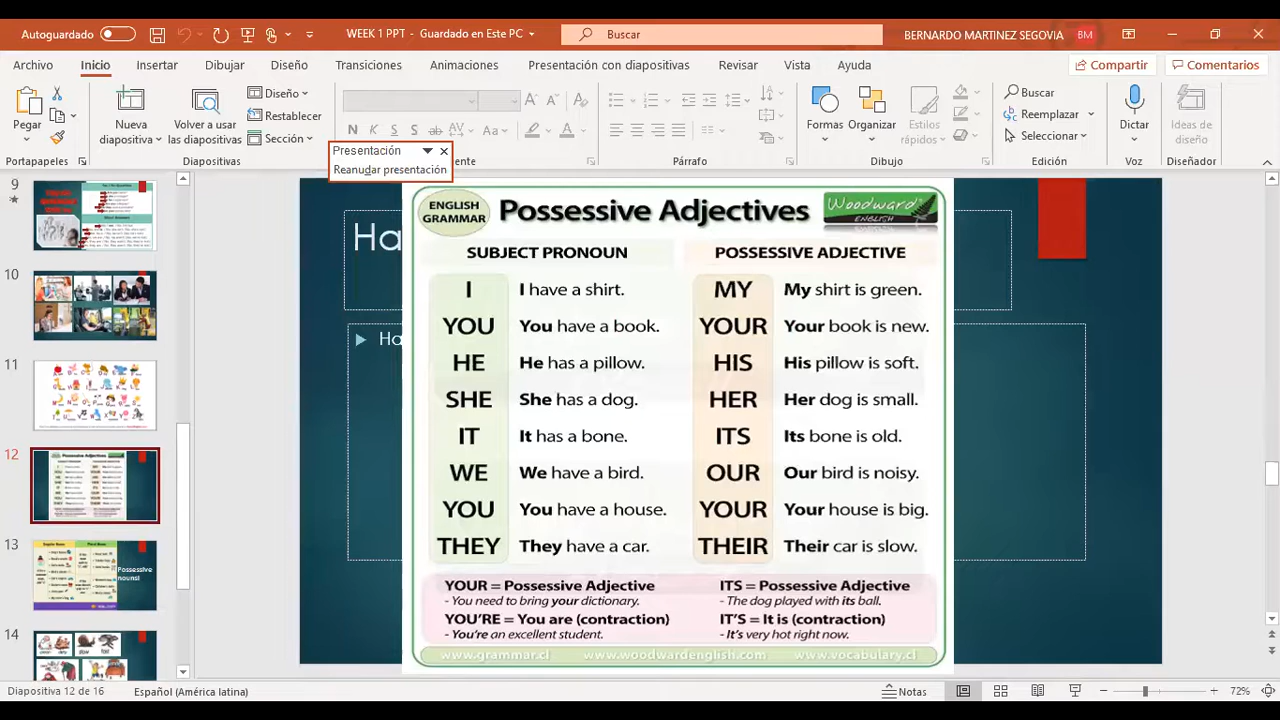 Autoguardado
WEEK 1 PPT - Guardado en Este PC
Buscar
BERNARDO MARTINEZ SEGOVIA
BM
Archivo Inicio Insertar Dibujar Diseño Transiciones Animaciones Presentación con diapositivas Revisar Vista Ayuda
Compartir Comentarios
Pegar
Portapapeles
Nueva diapositiva
Volver a usar las diapositivas
Diseño
Restablecer
Sección
Diapositivas
N K S S ab AV Aa A
Presentación
Reanudar presentación
Párrafo
Formas
Organizar
Estilos rápidos
Dibujo
Buscar
Reemplazar
Seleccionar
Edición
Dictar
Voz
Ideas de diseño
Diseñador
9
10
11
12
13
Possessive nouns!
14
Ha
Ha
ENGLISH GRAMMAR
Possessive Adjectives
Woodward
ENGLISH
SUBJECT PRONOUN POSSESSIVE ADJECTIVE
I I have a shirt. MY My shirt is green.
YOU You have a book. YOUR Your book is new.
HE He has a pillow. HIS His pillow is soft.
SHE She has a dog. HER Her dog is small.
IT It has a bone. ITS Its bone is old.
WE We have a bird. OUR Our bird is noisy.
YOU You have a house. YOUR Your house is big.
THEY They have a car. THEIR Their car is slow.
YOUR = Possessive Adjective
- You need to bring your dictionary.
YOU'RE = You are (contraction)
- You're an excellent student.
ITS = Possessive Adjective
- The dog played with its ball.
IT'S = It is (contraction)
- It's very hot right now.
www.grammar.cl www.woodwardenglish.com www.vocabulary.cl
Diapositiva 12 de 16 Español (América latina)
Notas
72%